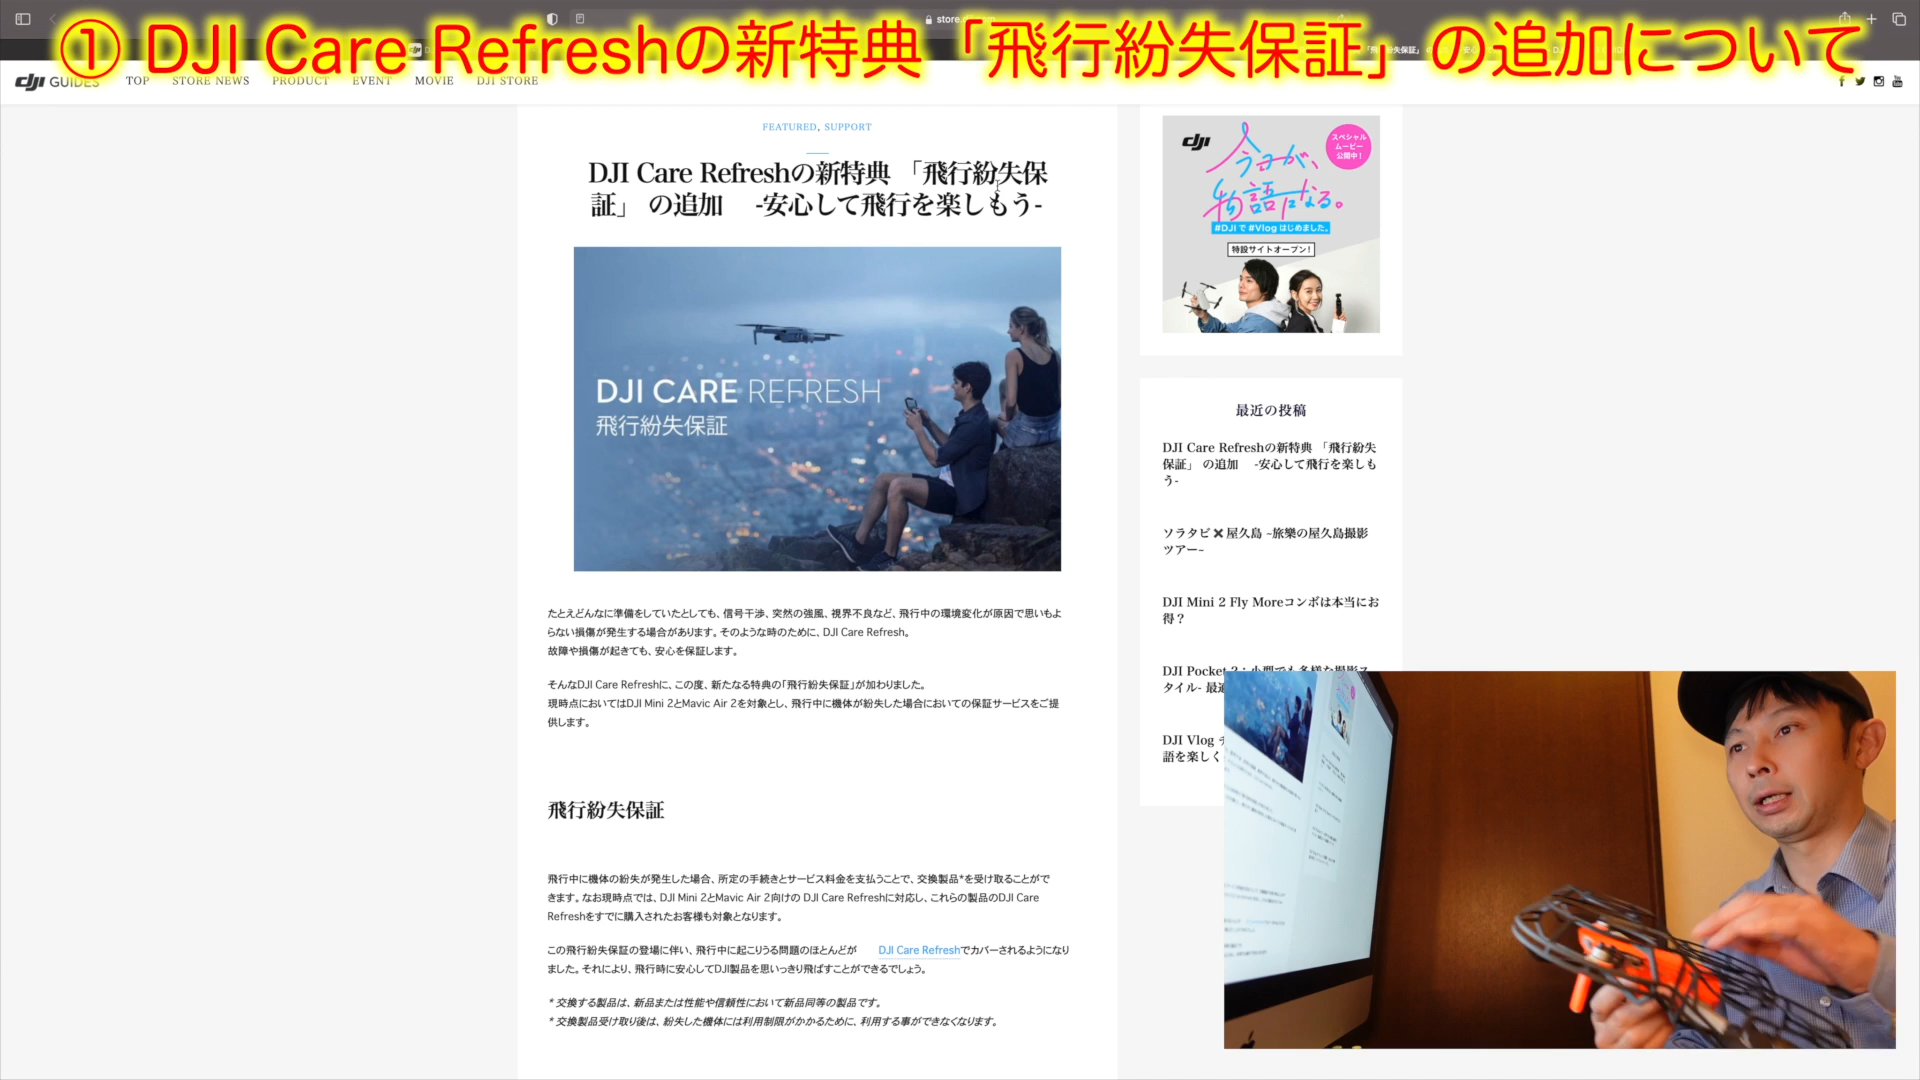 ① DJI Care Refreshの新特典「飛行紛失保証」の追加について
dji GUIDES
TOP
STORE NEWS
PRODUCT
EVENT
MOVIE
DJI STORE
FEATURED, SUPPORT
DJI Care Refreshの新特典 「飛行紛失保
証」 の追加 -安心して飛行を楽しもう-
DJI CARE REFRESH
飛行紛失保証
たとえどんなに準備をしていたとしても、信号干渉、突然の強風、視界不良など、飛行中の環境変化が原因で思いもよ
らない損傷が発生する場合があります。そのような時のために、DJI Care Refresh。
故障や損傷が起きても、安心を保証します。
そんなDJI Care Refreshに、この度、新たなる特典の「飛行紛失保証」が加わりました。
現時点においてはDJI Mini 2とMavic Air 2を対象とし、飛行中に機体が紛失した場合においての保証サービスをご提
供します。
飛行紛失保証
飛行中に機体の紛失が発生した場合、所定の手続きとサービス料金を支払うことで、交換製品*を受け取ることがで
きます。なお現時点では、DJI Mini 2とMavic Air 2向けの DJI Care Refreshに対応し、これらの製品のDJI Care
Refreshをすでに購入されたお客様も対象となります。
この飛行紛失保証の登場に伴い、飛行中に起こりうる問題のほとんどが DJI Care Refreshでカバーされるようになり
ました。それにより、飛行時に安心してDJI製品を思いっきり飛ばすことができるでしょう。
* 交換する製品は、新品または性能や信頼性において新品同等の製品です。
* 交換製品受け取り後は、紛失した機体には利用制限がかかるために、利用する事ができなくなります。
dji
スペシャル
ムービー
公開中！
今日が、
物語になる。
#DJIで #Vlog はじめました。
特設サイトオープン！
最近の投稿
DJI Care Refreshの新特典 「飛行紛失
保証」 の追加 -安心して飛行を楽しも
う-
ソラタビ✖屋久島 ~旅樂の屋久島撮影
ツアー~
DJI Mini 2 Fly Moreコンボは本当にお
得？
DJI Pocket 2：小型でも多様な撮影ス
タイル- 最
DJI Vlog
語を楽しく